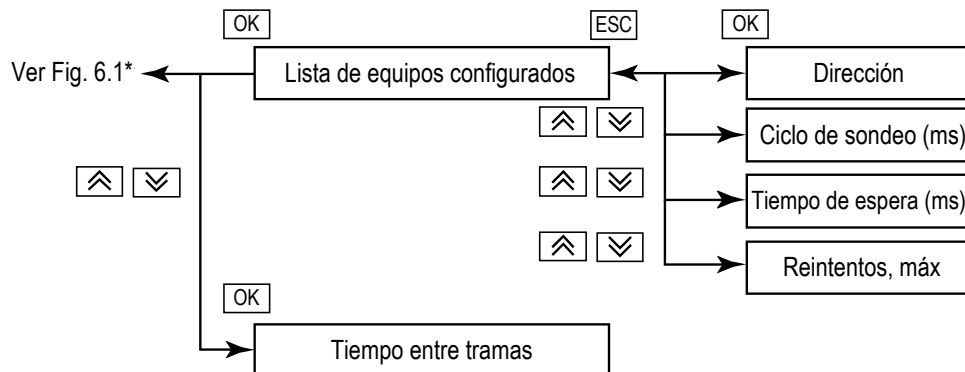 OK
ESC
OK
Ver Fig. 6.1*
Lista de equipos configurados
Dirección
Ciclo de sondeo (ms)
Tiempo de espera (ms)
Reintentos, máx
OK
Tiempo entre tramas